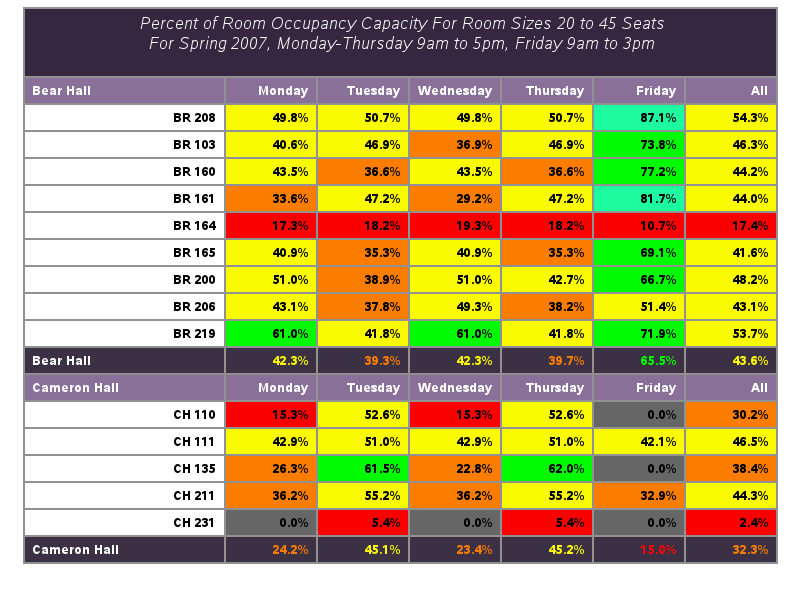 Percent of Room Occupancy Capacity For Room Sizes 20 to 45 Seats
For Spring 2007, Monday-Thursday 9am to 5pm, Friday 9am to 3pm
Bear Hall Monday Tuesday Wednesday Thursday Friday All
BR 208 49.8% 50.7% 49.8% 50.7% 87.1% 54.3%
BR 103 40.6% 46.9% 36.9% 46.9% 73.8% 46.3%
BR 160 43.5% 36.6% 43.5% 36.6% 77.2% 44.2%
BR 161 33.6% 47.2% 29.2% 47.2% 81.7% 44.0%
BR 164 17.3% 18.2% 19.3% 18.2% 10.7% 17.4%
BR 165 40.9% 35.3% 40.9% 35.3% 69.1% 41.6%
BR 200 51.0% 38.9% 51.0% 42.7% 66.7% 48.2%
BR 206 43.1% 37.8% 49.3% 38.2% 51.4% 43.1%
BR 219 61.0% 41.8% 61.0% 41.8% 71.9% 53.7%
Bear Hall 42.3% 39.3% 42.3% 39.7% 65.5% 43.6%
Cameron Hall Monday Tuesday Wednesday Thursday Friday All
CH 110 15.3% 52.6% 15.3% 52.6% 0.0% 30.2%
CH 111 42.9% 51.0% 42.9% 51.0% 42.1% 46.5%
CH 135 26.3% 61.5% 22.8% 62.0% 0.0% 38.4%
CH 211 36.2% 55.2% 36.2% 55.2% 32.9% 44.3%
CH 231 0.0% 5.4% 0.0% 5.4% 0.0% 2.4%
Cameron Hall 24.2% 45.1% 23.4% 45.2% 15.0% 32.3%